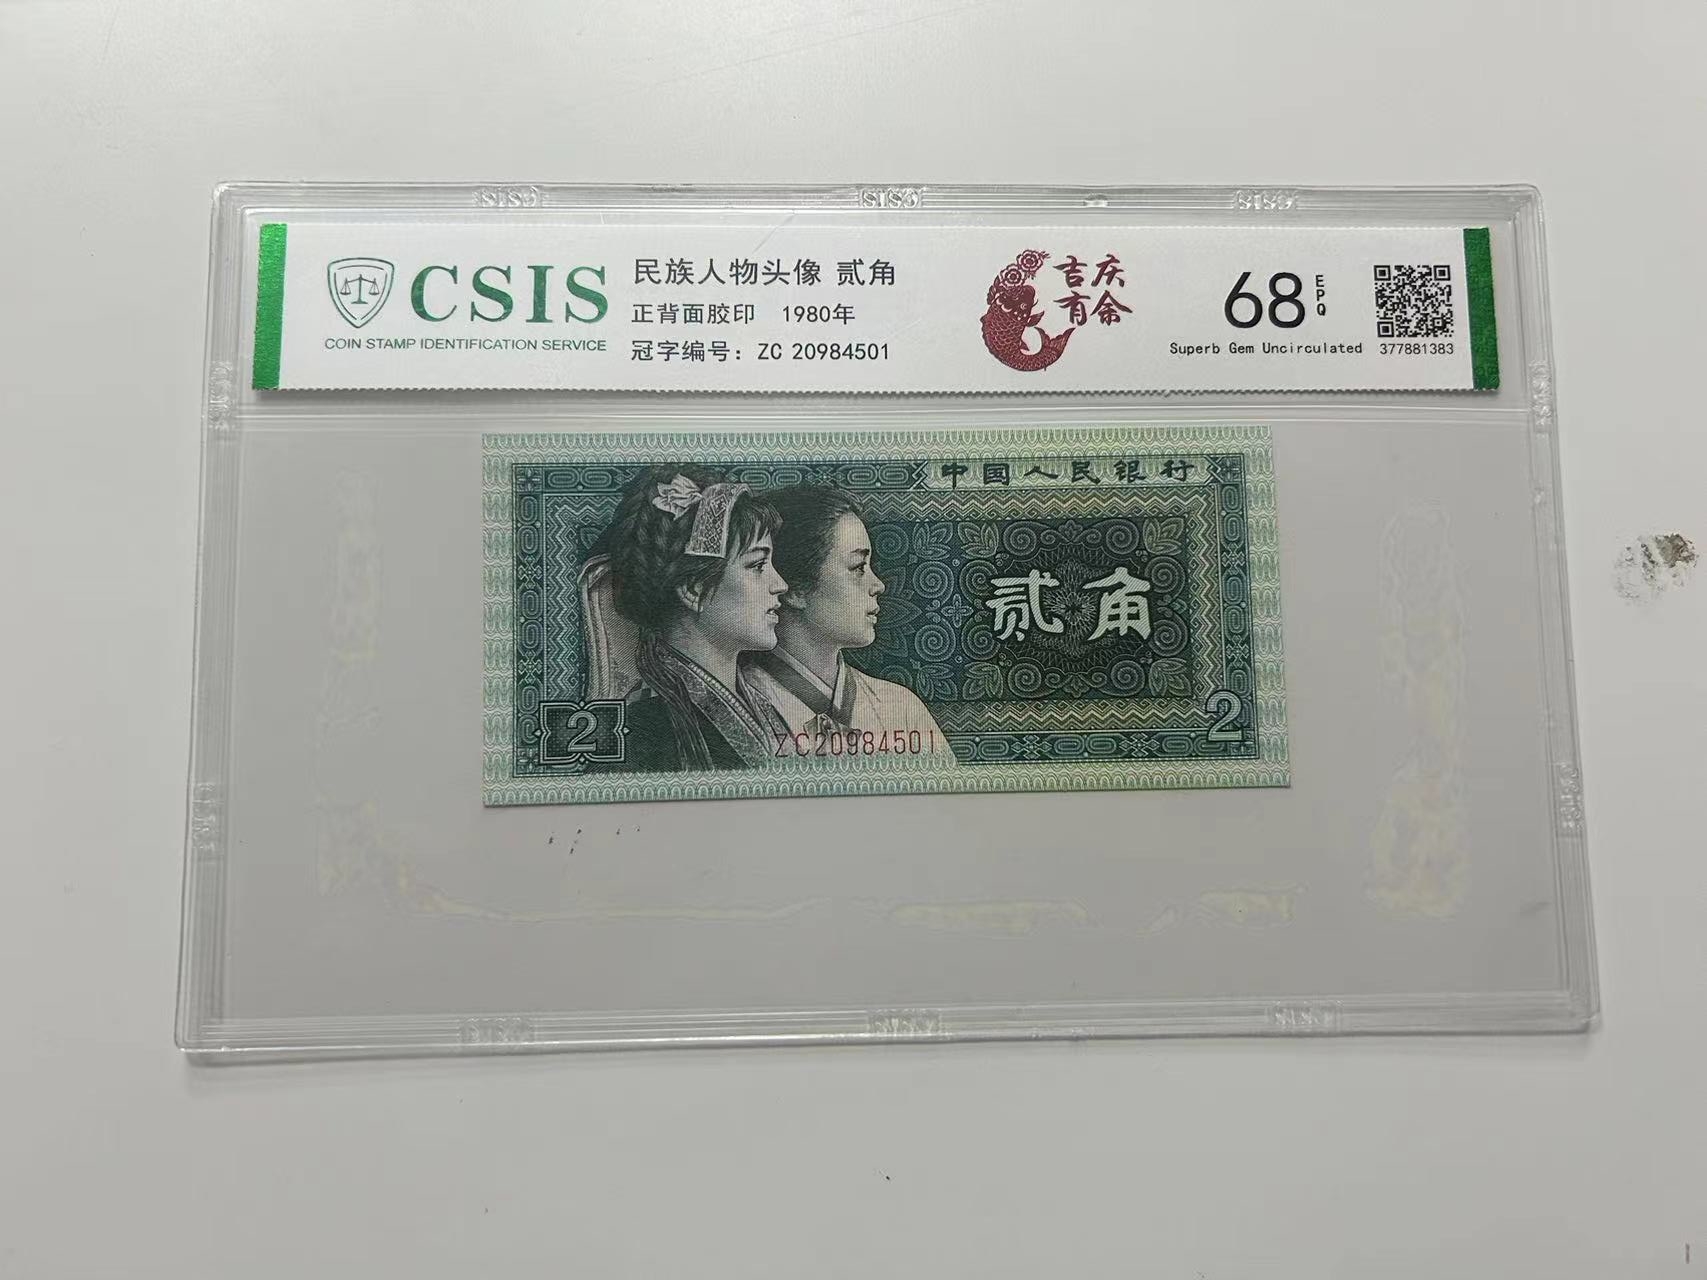 CSIS
COIN STAMP IDENTIFICATION SERVICE
民族人物头像 贰角
正背面胶印 1980年
冠字编号：ZC 20984501
吉庆
有余
68 EPQ
Superb Gem Uncirculated
377881383
中国人民银行
贰角
2
2
ZC20984501